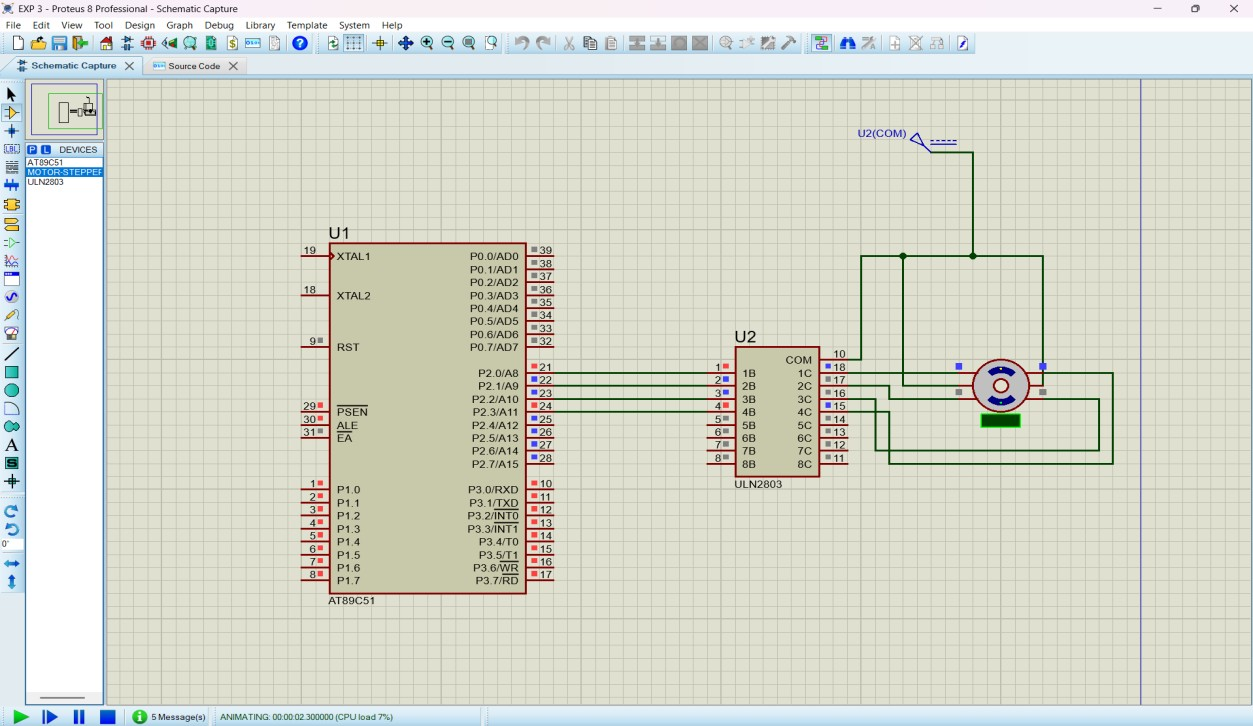 EXP 3 - Proteus 8 Professional - Schematic Capture
File Edit View Tool Design Graph Debug Library Template System Help
Schematic Capture
Source Code
P L DEVICES
AT89C51
MOTOR-STEPPER
ULN2803
LBL
A
S
0°
U2(COM)
U1
19 XTAL1
18 XTAL2
9 RST
29 PSEN
30 ALE
31 EA
1 P1.0
2 P1.1
3 P1.2
4 P1.3
5 P1.4
6 P1.5
7 P1.6
8 P1.7
P0.0/AD0 39
P0.1/AD1 38
P0.2/AD2 37
P0.3/AD3 36
P0.4/AD4 35
P0.5/AD5 34
P0.6/AD6 33
P0.7/AD7 32
P2.0/A8 21
P2.1/A9 22
P2.2/A10 23
P2.3/A11 24
P2.4/A12 25
P2.5/A13 26
P2.6/A14 27
P2.7/A15 28
P3.0/RXD 10
P3.1/TXD 11
P3.2/INT0 12
P3.3/INT1 13
P3.4/T0 14
P3.5/T1 15
P3.6/WR 16
P3.7/RD 17
AT89C51
U2
COM 10
1 1B 1C 18
2 2B 2C 17
3 3B 3C 16
4 4B 4C 15
5 5B 5C 14
6 6B 6C 13
7 7B 7C 12
8 8B 8C 11
ULN2803
5 Message(s)
ANIMATING: 00:00:02.300000 (CPU load 7%)